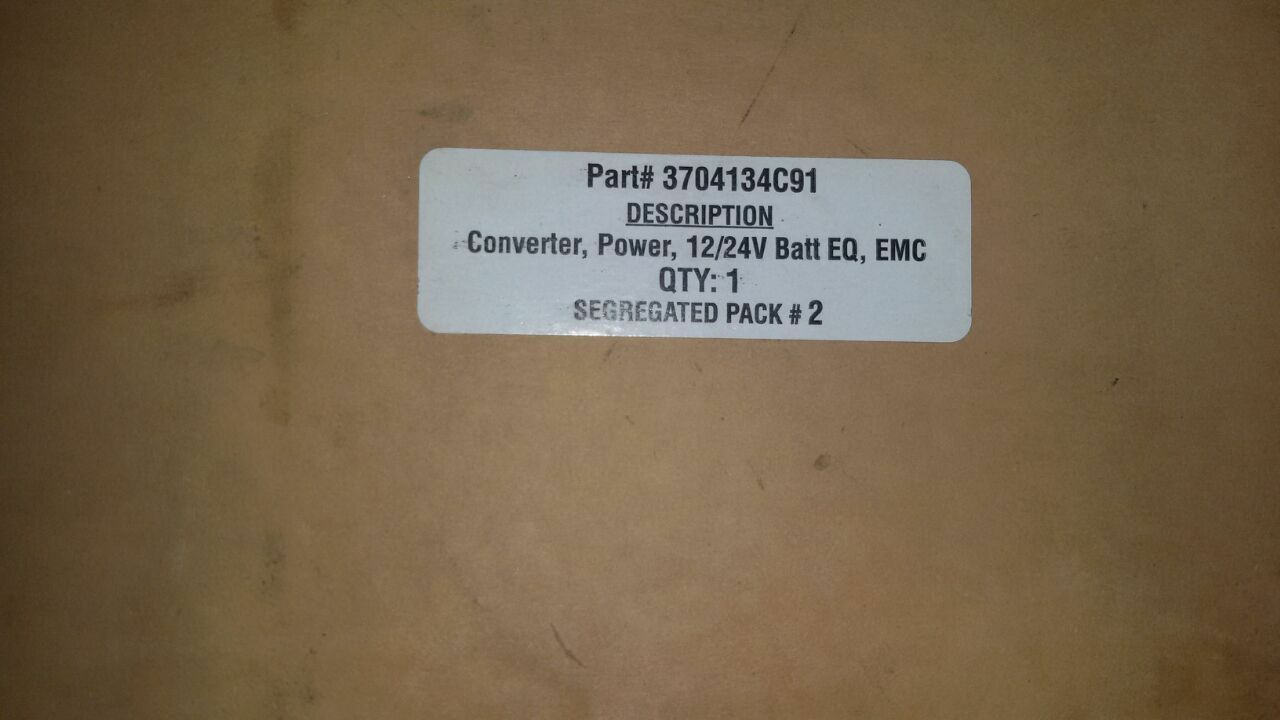 Part# 3704134C91
DESCRIPTION
Converter, Power, 12/24V Batt EQ, EMC
QTY: 1
SEGREGATED PACK # 2